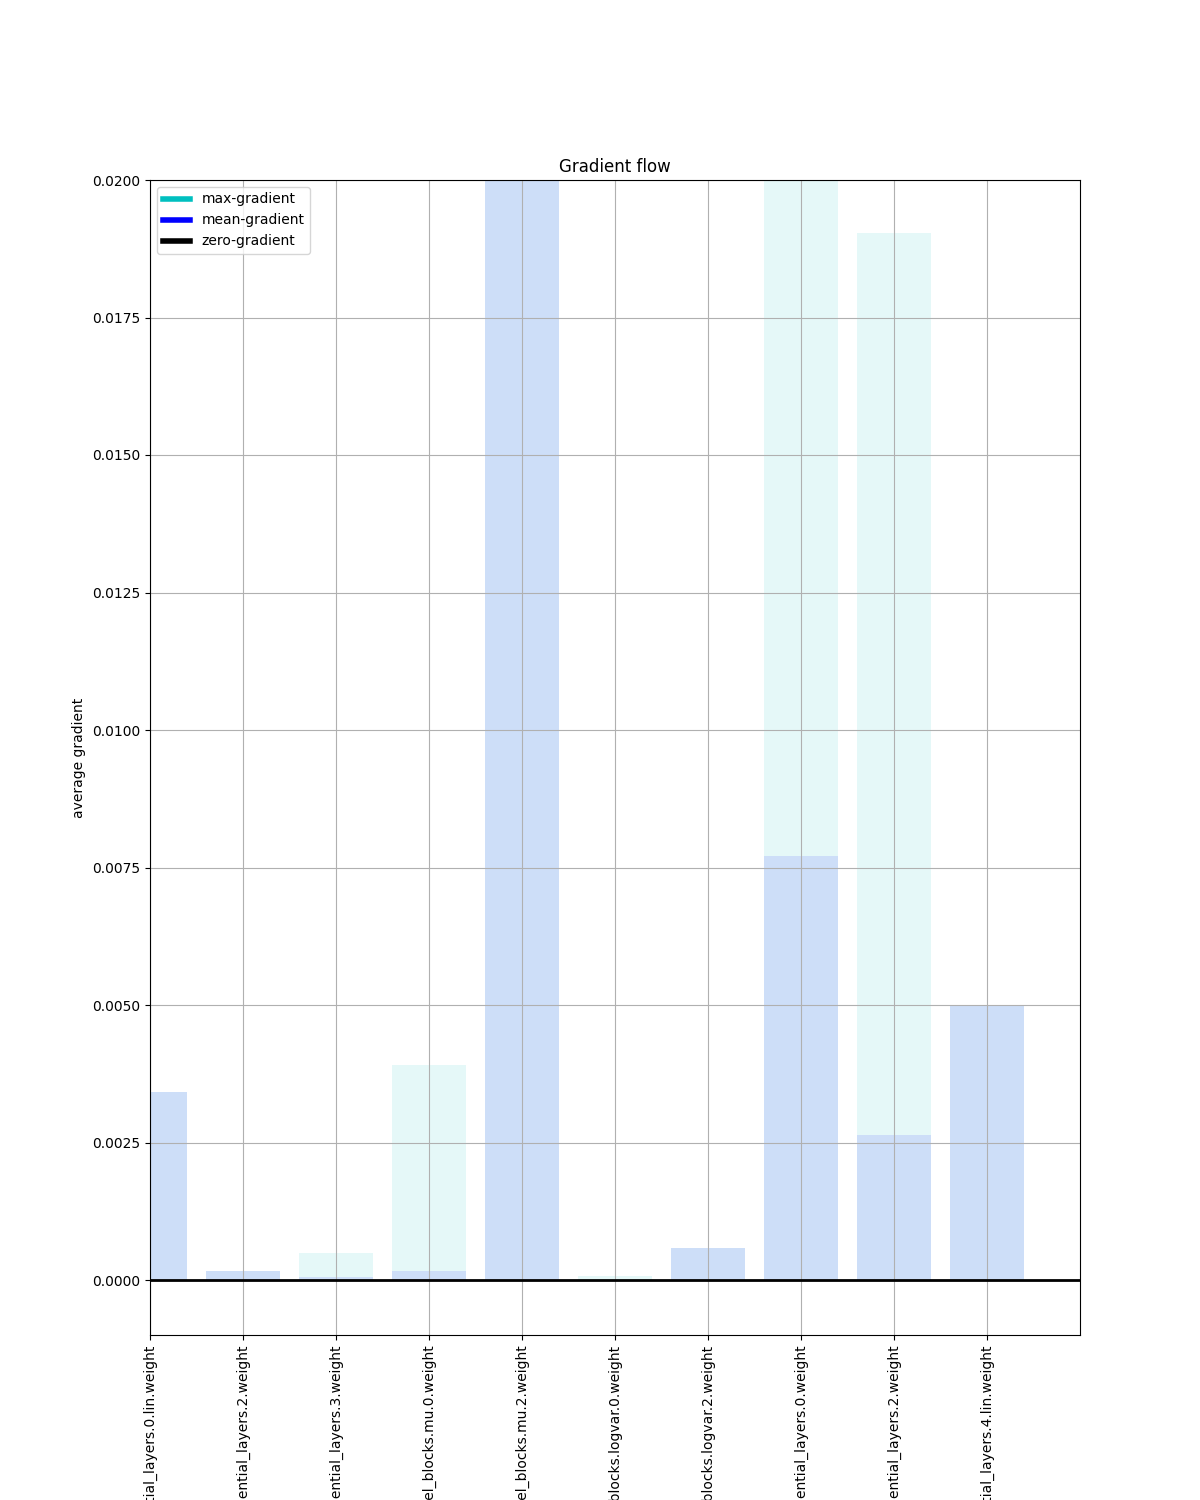 Gradient flow
max-gradient
mean-gradient
zero-gradient
0.0200
0.0175
0.0150
0.0125
0.0100
0.0075
0.0050
0.0025
0.0000
average gradient
tial_layers.0.lin.weight
ential_layers.2.weight
ential_layers.3.weight
el_blocks.mu.0.weight
el_blocks.mu.2.weight
blocks.logvar.0.weight
blocks.logvar.2.weight
ential_layers.0.weight
ential_layers.2.weight
tial_layers.4.lin.weight